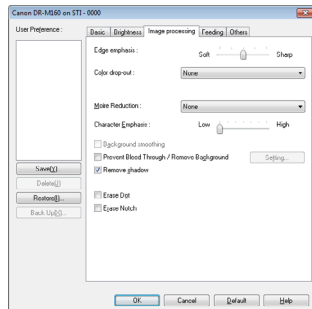 Canon DR-M160 on STI - 0000
User Preference :
Save(Y)...
Delete(J)
Restore(I)...
Back Up(X)...
Basic Brightness Image processing Feeding Others
Edge emphasis : Soft Sharp
Color drop-out : None
Moire Reduction : None
Character Emphasis : Low High
Background smoothing
Prevent Bleed Through / Remove Background Setting...
Remove shadow
Erase Dot
Erase Notch
OK Cancel Default Help